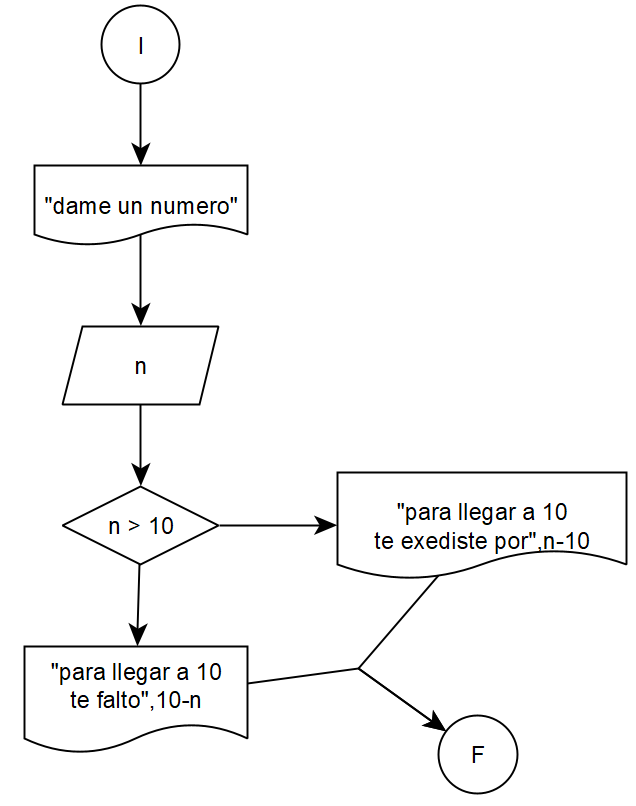 I
"dame un numero"
n
n > 10
"para llegar a 10
te exediste por",n-10
"para llegar a 10
te falto",10-n
F